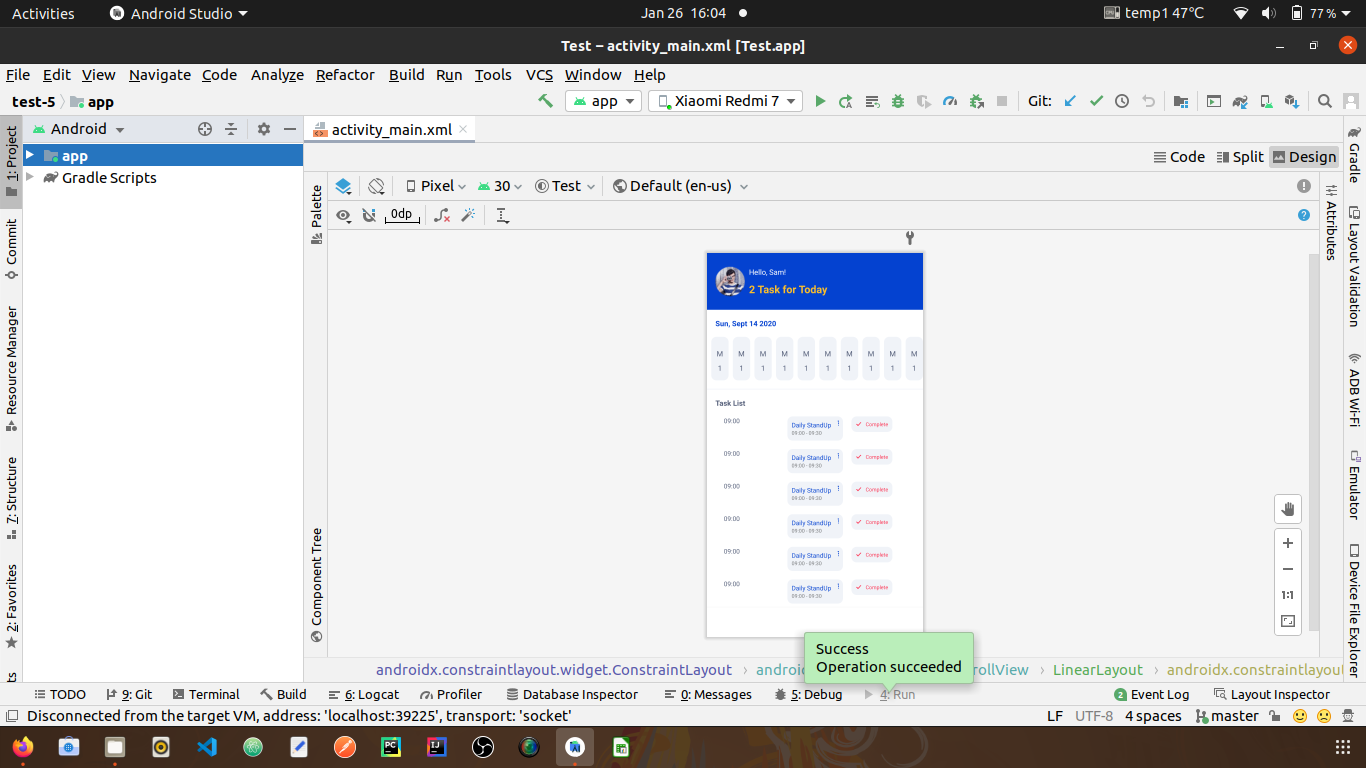 Activities Android Studio Jan 26 16:04 temp1 47℃ 77 %
Test – activity_main.xml [Test.app]
File Edit View Navigate Code Analyze Refactor Build Run Tools VCS Window Help
test-5 app app Xiaomi Redmi 7 Git:
Android activity_main.xml
app
Gradle Scripts
Code Split Design
Pixel 30 Test Default (en-us)
0dp
1: Project
Commit
Resource Manager
7: Structure
2: Favorites
Palette
Component Tree
Hello, Sam!
2 Task for Today
Sun, Sept 14 2020
M M M M M M M M M M
1 1 1 1 1 1 1 1 1 1
Task List
09:00 Daily StandUp Complete
09:00 - 09:30
09:00 Daily StandUp Complete
09:00 - 09:30
09:00 Daily StandUp Complete
09:00 - 09:30
09:00 Daily StandUp Complete
09:00 - 09:30
09:00 Daily StandUp Complete
09:00 - 09:30
09:00 Daily StandUp Complete
09:00 - 09:30
1:1
Attributes
Gradle
Layout Validation
ADB Wi-Fi
Emulator
Device File Explorer
Success
Operation succeeded
androidx.constraintlayout.widget.ConstraintLayout LinearLayout
TODO 9: Git Terminal Build 6: Logcat Profiler Database Inspector 0: Messages 5: Debug 4: Run 2 Event Log Layout Inspector
Disconnected from the target VM, address: 'localhost:39225', transport: 'socket' LF UTF-8 4 spaces master